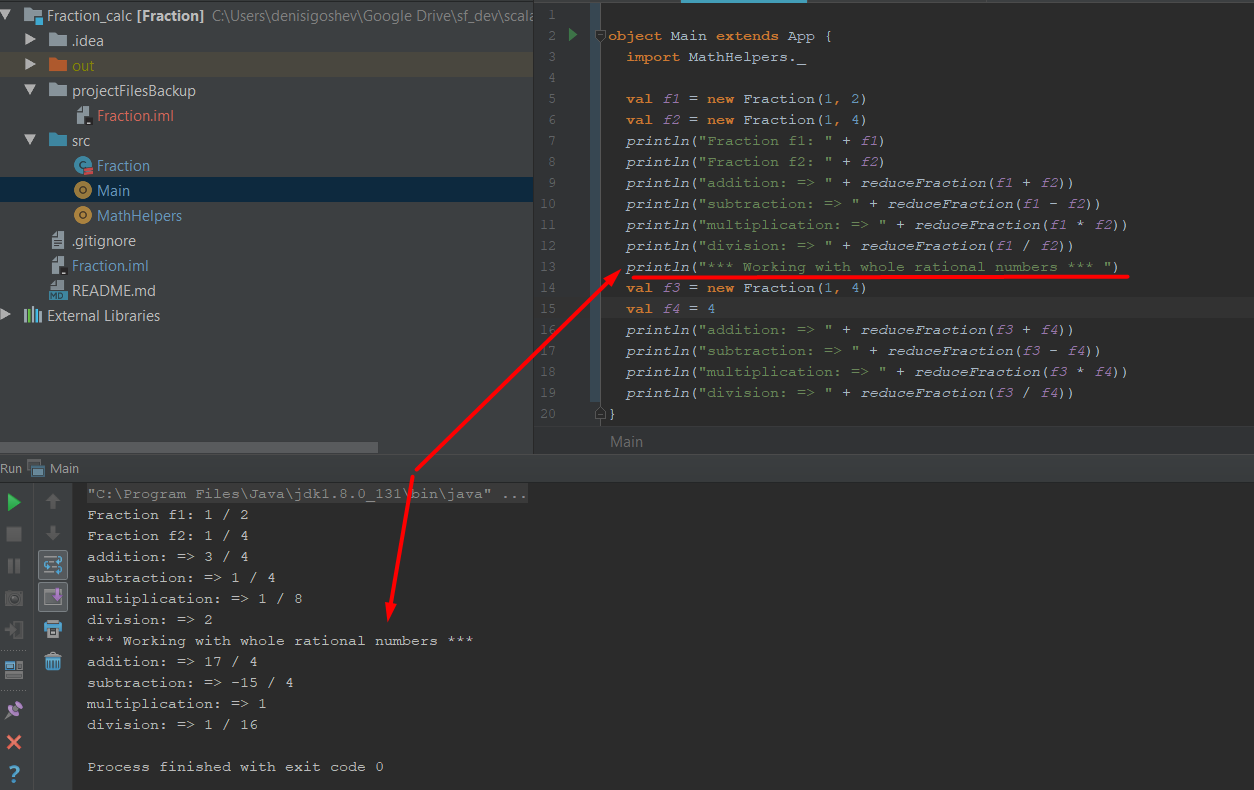 Fraction_calc [Fraction] C:\Users\denisigoshev\Google Drive\sf_dev\scala
.idea
out
projectFilesBackup
Fraction.iml
src
Fraction
Main
MathHelpers
.gitignore
Fraction.iml
README.md
External Libraries
1
2 object Main extends App {
3 import MathHelpers._
4
5 val f1 = new Fraction(1, 2)
6 val f2 = new Fraction(1, 4)
7 println("Fraction f1: " + f1)
8 println("Fraction f2: " + f2)
9 println("addition: => " + reduceFraction(f1 + f2))
10 println("subtraction: => " + reduceFraction(f1 - f2))
11 println("multiplication: => " + reduceFraction(f1 * f2))
12 println("division: => " + reduceFraction(f1 / f2))
13 println("*** Working with whole rational numbers *** ")
14 val f3 = new Fraction(1, 4)
15 val f4 = 4
16 println("addition: => " + reduceFraction(f3 + f4))
17 println("subtraction: => " + reduceFraction(f3 - f4))
18 println("multiplication: => " + reduceFraction(f3 * f4))
19 println("division: => " + reduceFraction(f3 / f4))
20 }
Main
Run Main
"C:\Program Files\Java\jdk1.8.0_131\bin\java" ...
Fraction f1: 1 / 2
Fraction f2: 1 / 4
addition: => 3 / 4
subtraction: => 1 / 4
multiplication: => 1 / 8
division: => 2
*** Working with whole rational numbers ***
addition: => 17 / 4
subtraction: => -15 / 4
multiplication: => 1
division: => 1 / 16
Process finished with exit code 0